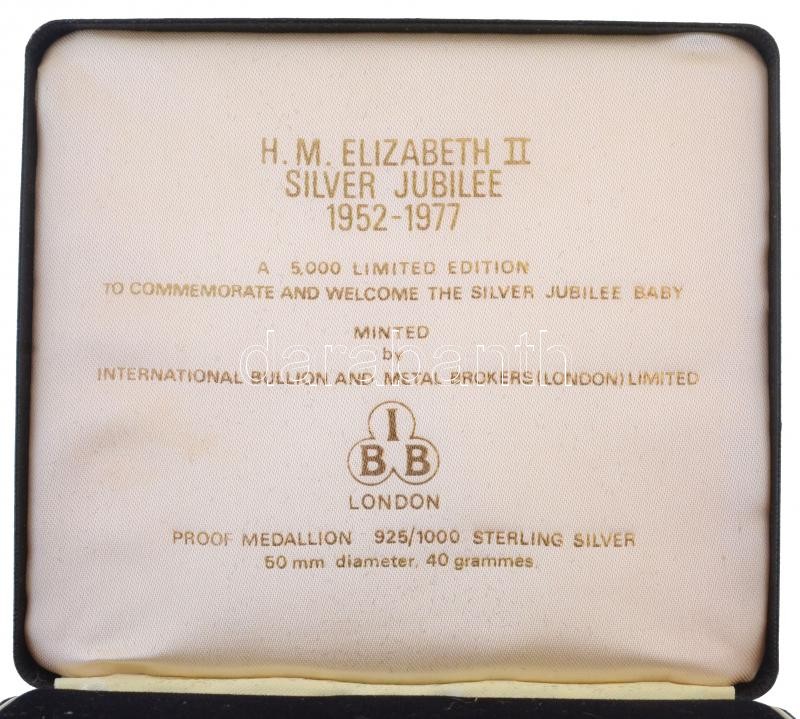 H. M. ELIZABETH II
SILVER JUBILEE
1952-1977
A 5,000 LIMITED EDITION
TO COMMEMORATE AND WELCOME THE SILVER JUBILEE BABY
MINTED
by
darabanth
INTERNATIONAL BULLION AND METAL BROKERS (LONDON) LIMITED
I
B B
LONDON
PROOF MEDALLION 925/1000 STERLING SILVER
50 mm diameter. 40 grammes.